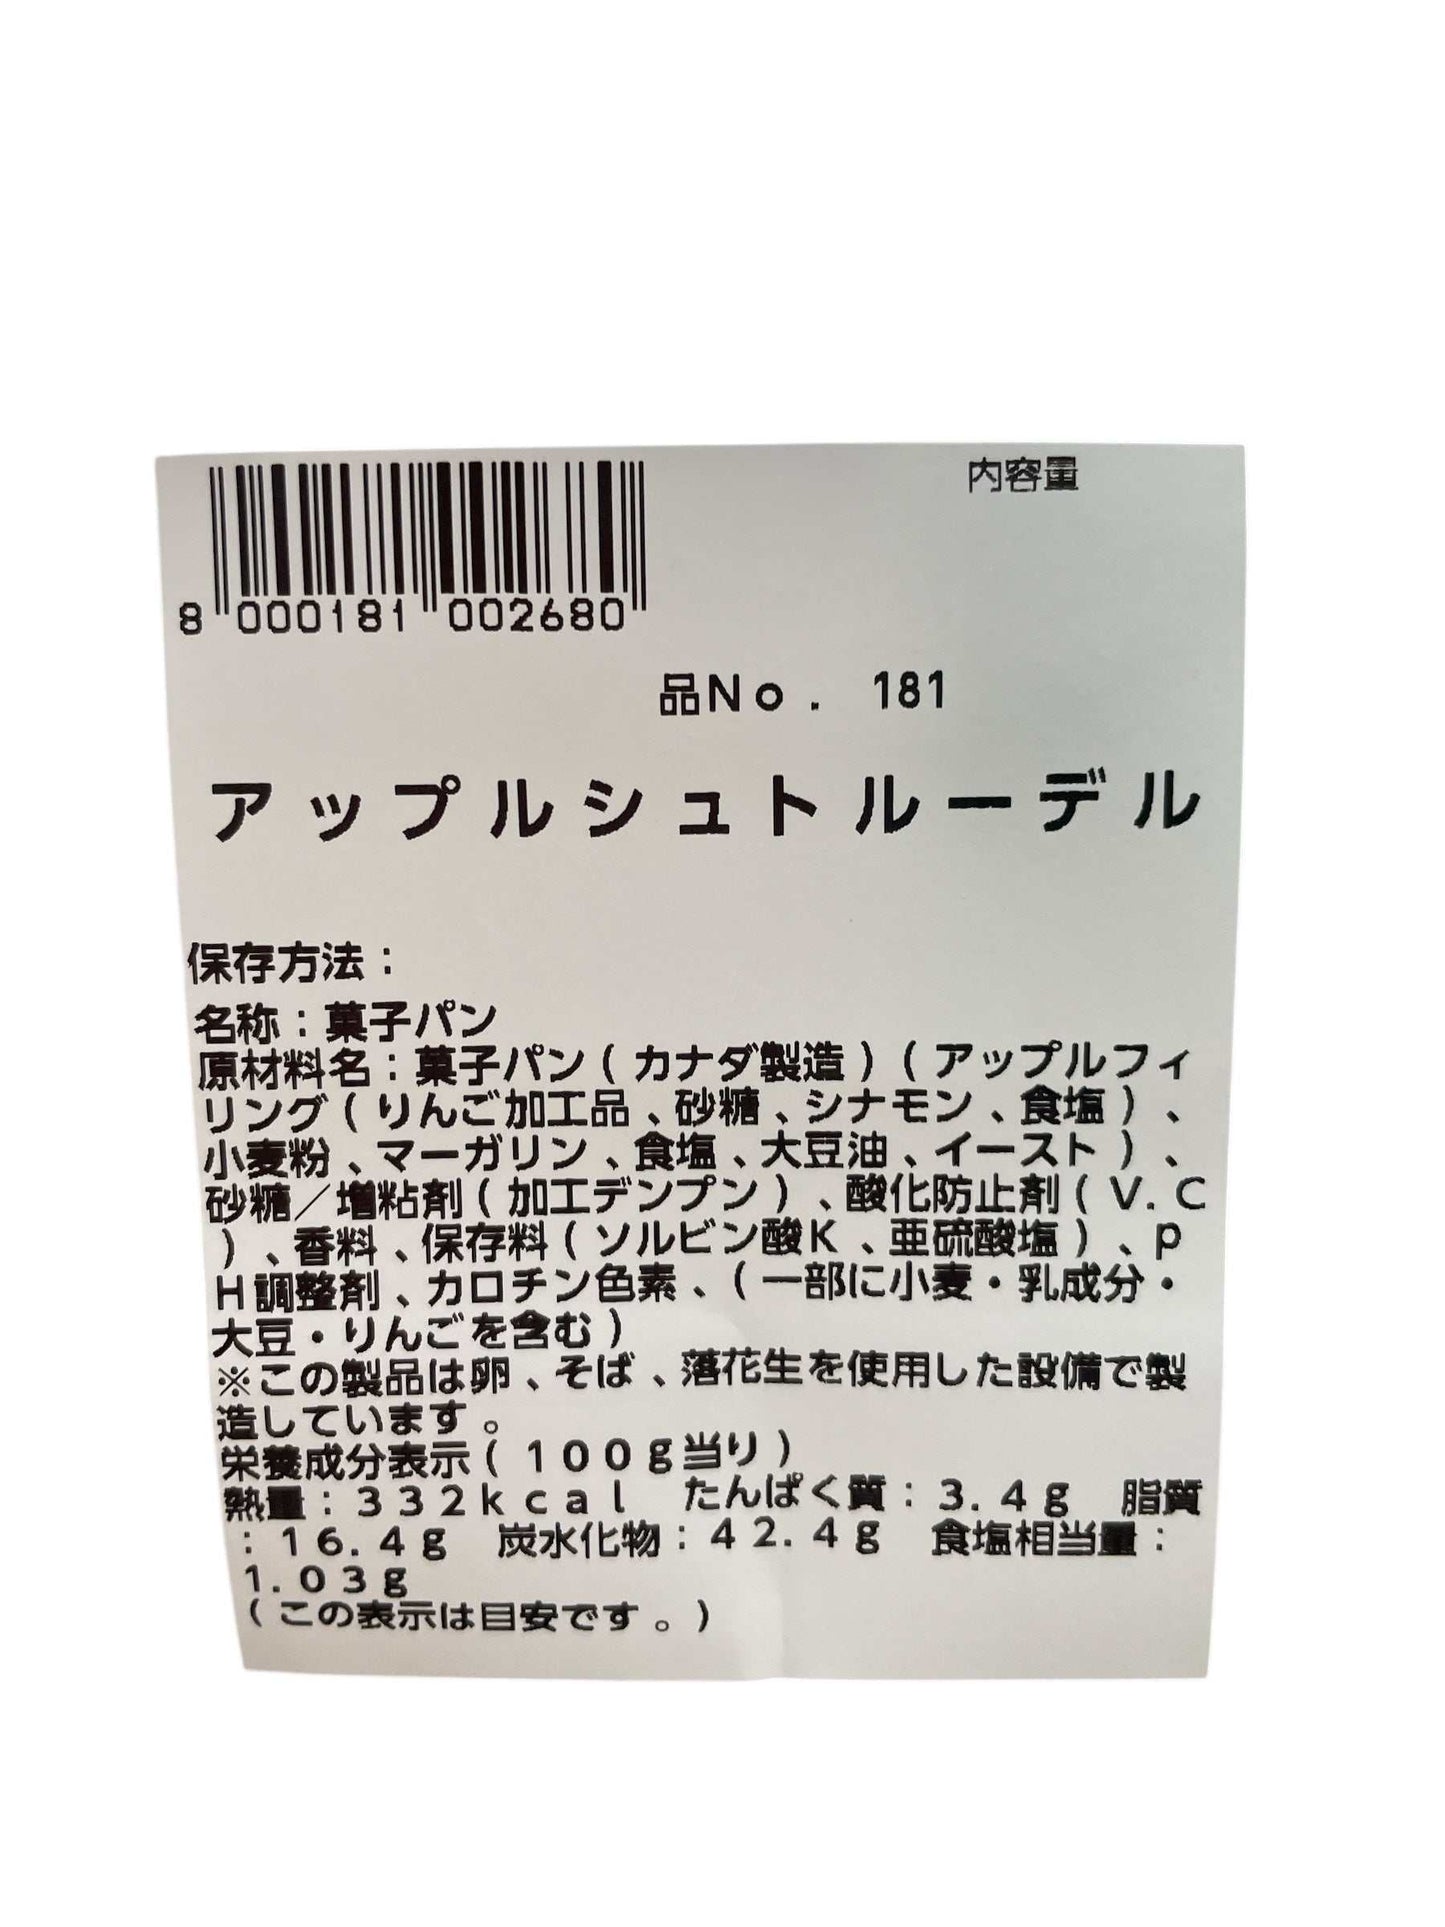 内容量
8 000181 002680
品No. 181
アップルシュトルーデル
保存方法:
名称:菓子パン
原材料名:菓子パン(カナダ製造)(アップルフィ
リング(りんご加工品、砂糖、シナモン、食塩)、
小麦粉、マーガリン、食塩、大豆油、イースト)、
砂糖/増粘剤(加工デンプン)、酸化防止剤(V.C
)、香料、保存料(ソルビン酸K、亜硫酸塩)、p
H調整剤、カロチン色素、(一部に小麦・乳成分・
大豆・りんごを含む)
※この製品は卵、そば、落花生を使用した設備で製
造しています。
栄養成分表示(100g当り)
熱量:332kcal たんぱく質:3.4g 脂質
:16.4g 炭水化物:42.4g 食塩相当量:
1.03g
(この表示は目安です。)